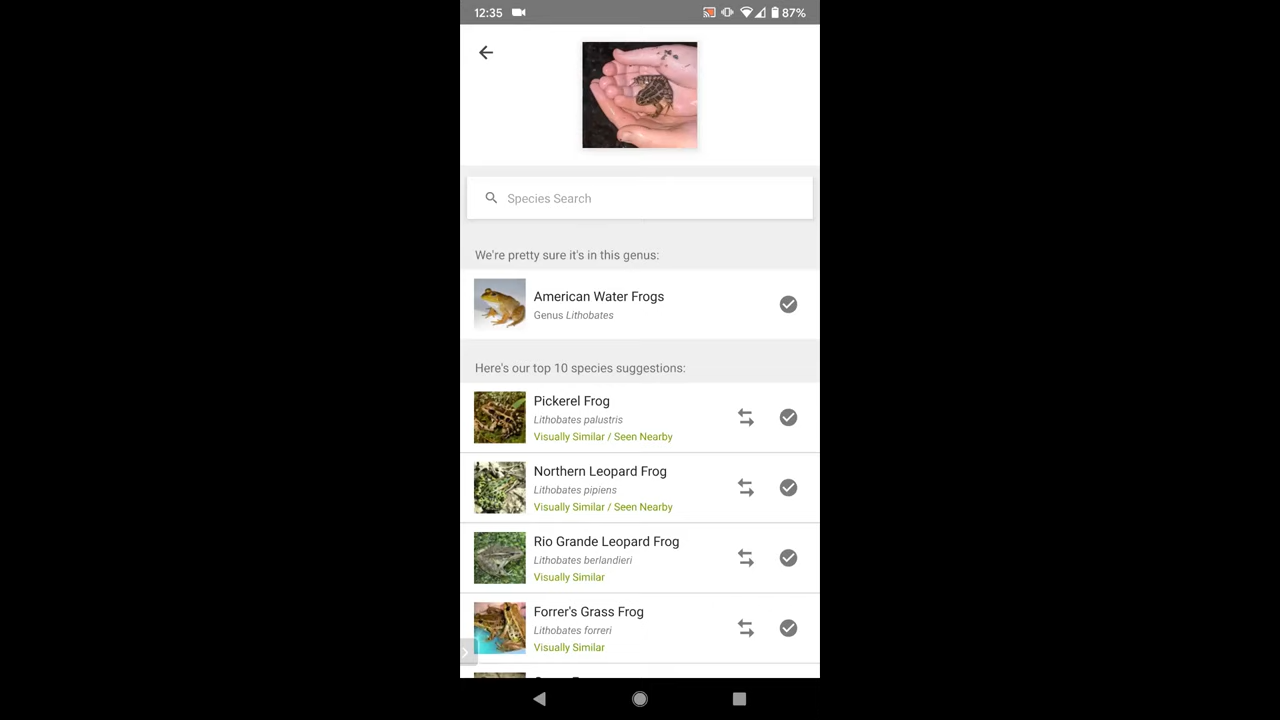 12:35
87%
Species Search
We're pretty sure it's in this genus:
American Water Frogs
Genus Lithobates
Here's our top 10 species suggestions:
Pickerel Frog
Lithobates palustris
Visually Similar / Seen Nearby
Northern Leopard Frog
Lithobates pipiens
Visually Similar / Seen Nearby
Rio Grande Leopard Frog
Lithobates berlandieri
Visually Similar
Forrer's Grass Frog
Lithobates forreri
Visually Similar